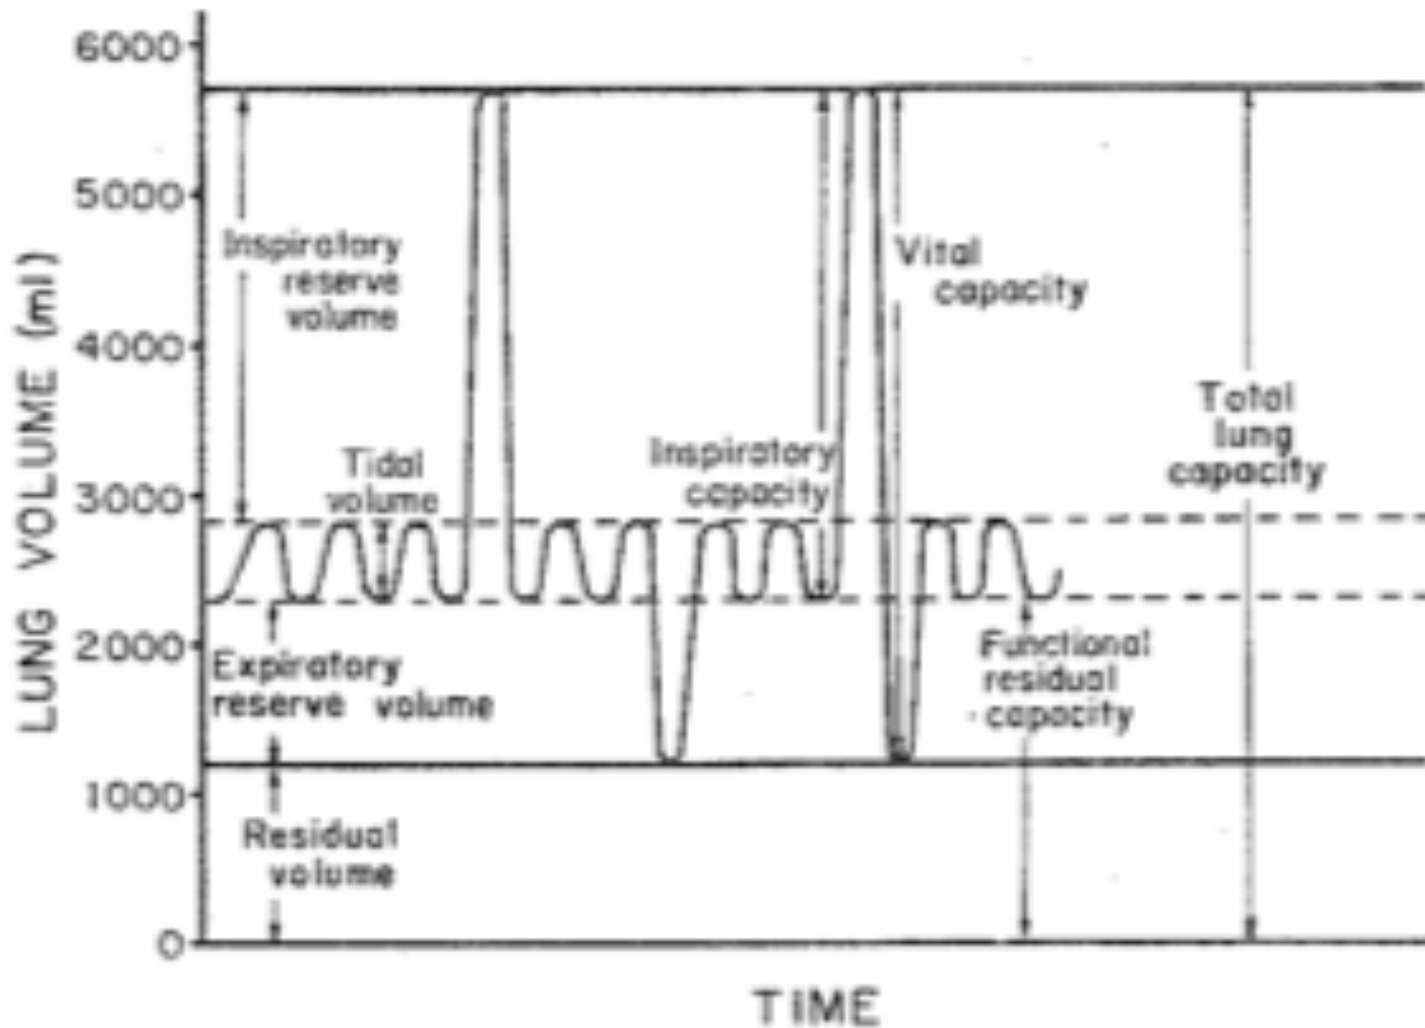 6000
5000
4000
3000
2000
1000
0
LUNG VOLUME (ml)
Inspiratory
reserve
volume
Tidal
volume
Expiratory
reserve volume
Residual
volume
Inspiratory
capacity
Vital
capacity
Functional
residual
capacity
Total
lung
capacity
TIME